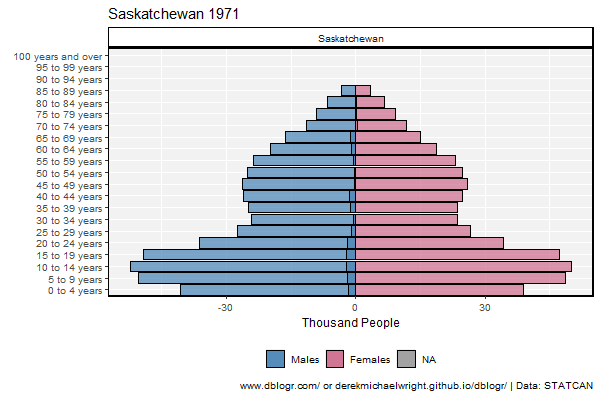 Saskatchewan 1971
Saskatchewan
100 years and over
95 to 99 years
90 to 94 years
85 to 89 years
80 to 84 years
75 to 79 years
70 to 74 years
65 to 69 years
60 to 64 years
55 to 59 years
50 to 54 years
45 to 49 years
40 to 44 years
35 to 39 years
30 to 34 years
25 to 29 years
20 to 24 years
15 to 19 years
10 to 14 years
5 to 9 years
0 to 4 years
-30 0 30
Thousand People
Males Females NA
www.dblogr.com/ or derekmichaelwright.github.io/dblogr/ | Data: STATCAN